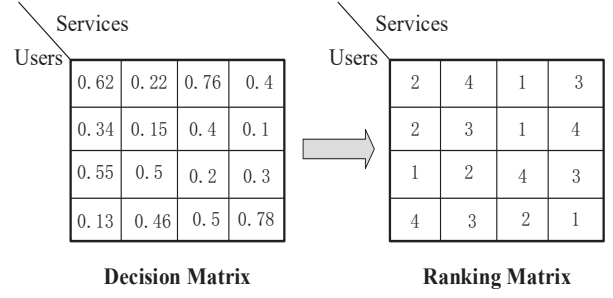 Services Services
Users Users
0.62 0.22 0.76 0.4 2 4 1 3
0.34 0.15 0.4 0.1 2 3 1 4
0.55 0.5 0.2 0.3 1 2 4 3
0.13 0.46 0.5 0.78 4 3 2 1
Decision Matrix Ranking Matrix